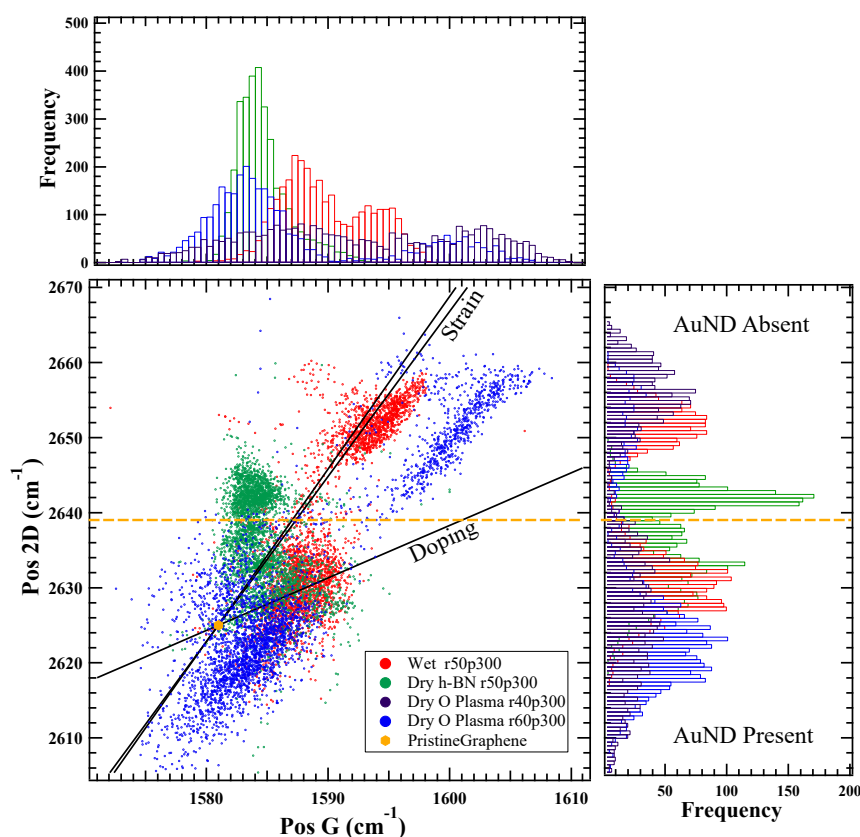 500
400
300
200
100
0
Frequency
2670
2660
2650
2640
2630
2620
2610
Pos 2D (cm-1)
Strain
Doping
Wet r50p300
Dry h-BN r50p300
Dry O Plasma r40p300
Dry O Plasma r60p300
PristineGraphene
1580
1590
1600
1610
Pos G (cm-1)
AuND Absent
AuND Present
50
100
150
200
Frequency